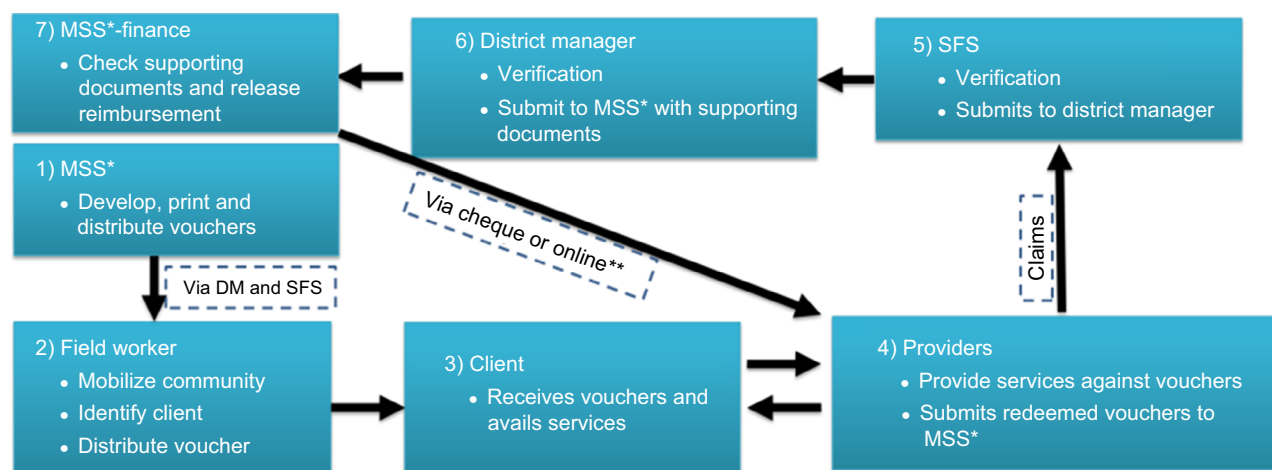 7) MSS*-finance
• Check supporting
documents and release
reimbursement
6) District manager
• Verification
• Submit to MSS* with supporting
documents
5) SFS
• Verification
• Submits to district manager
1) MSS*
• Develop, print and
distribute vouchers
Via cheque or online**
Claims
Via DM and SFS
2) Field worker
• Mobilize community
• Identify client
• Distribute voucher
3) Client
• Receives vouchers and
avails services
4) Providers
• Provide services against vouchers
• Submits redeemed vouchers to
MSS*